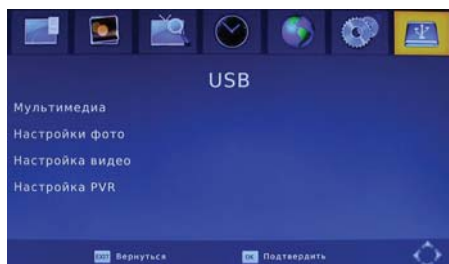 USB
Мультимедиа
Настройки фото
Настройка видео
Настройка PVR
EXIT Вернуться OK Подтвердить